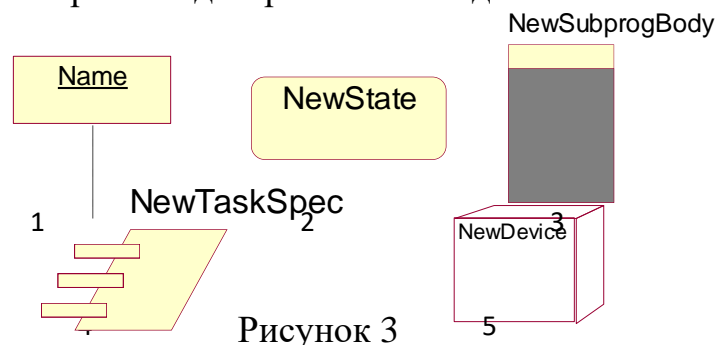 NewSubprogBody
Name
NewState
NewTaskSpec
1
2
3
NewDevice
Рисунок 3
5